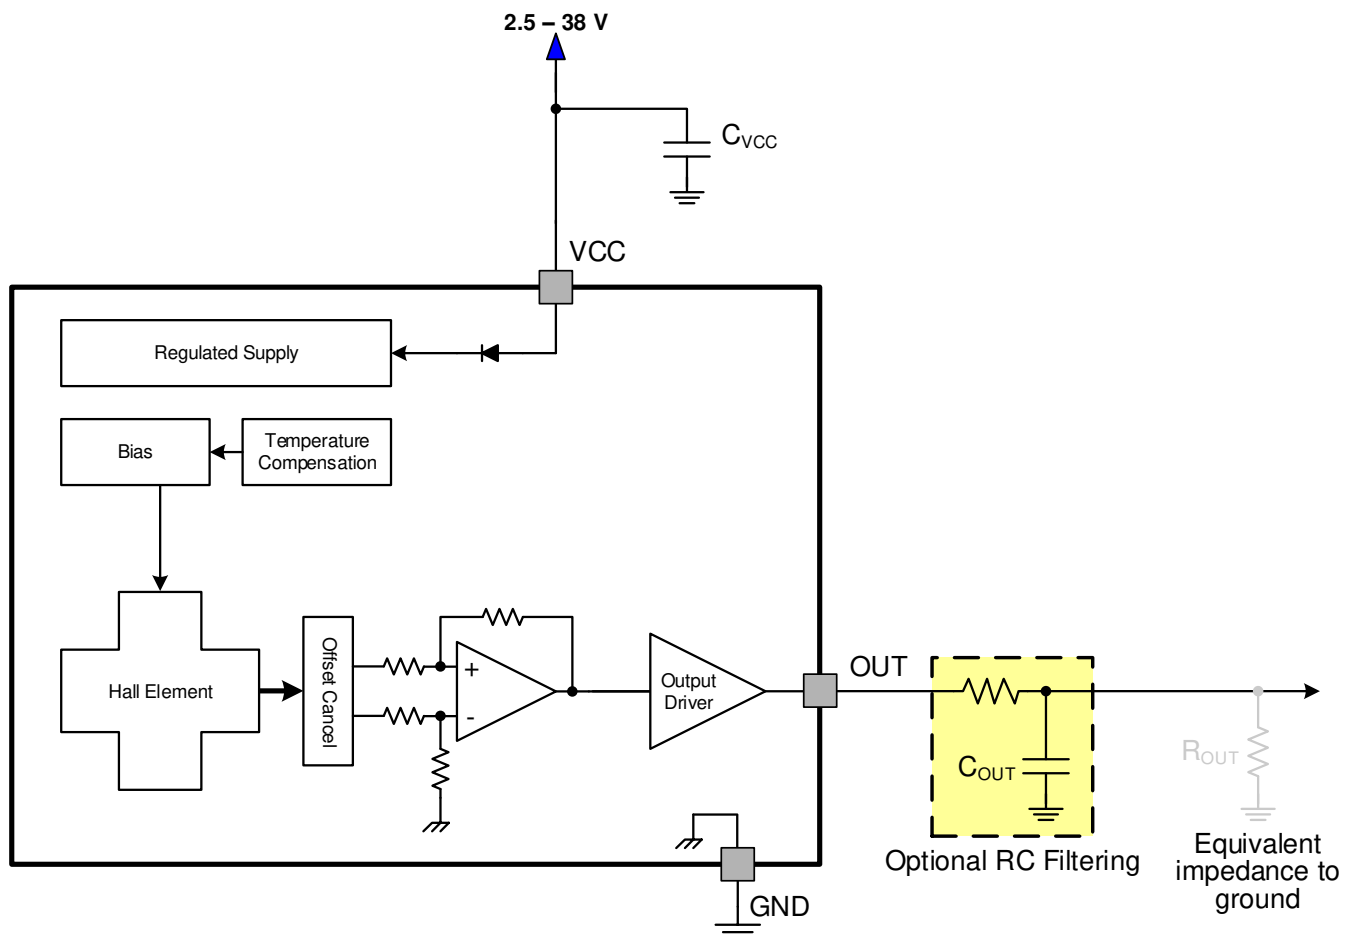 2.5 – 38 V
CVCC
VCC
Regulated Supply
Bias
Temperature
Compensation
Hall Element
Offset Cancel
+
-
Output
Driver
OUT
COUT
Optional RC Filtering
ROUT
Equivalent
impedance to
ground
GND